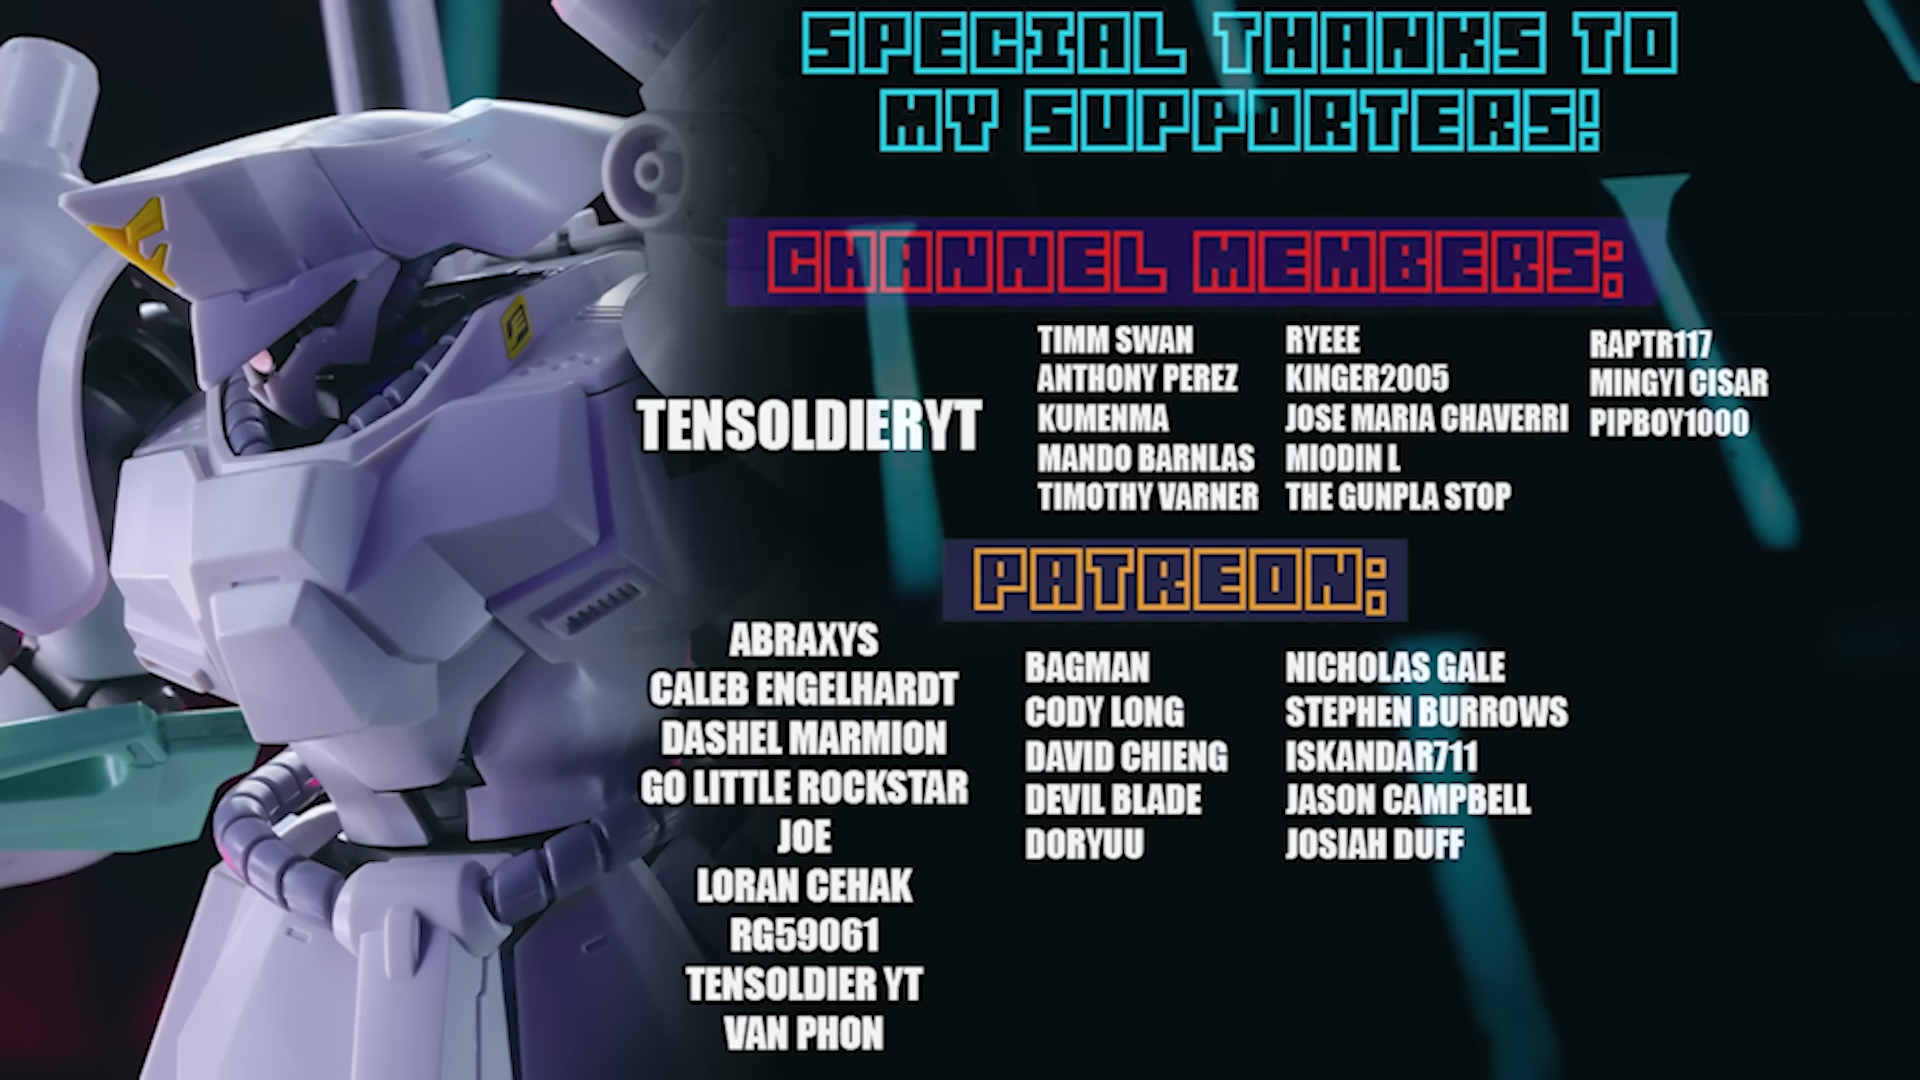 SPECIAL THANKS TO
MY SUPPORTERS!
CHANNEL MEMBERS:
TENSOLDIERYT
TIMM SWAN
ANTHONY PEREZ
KUMENMA
MANDO BARNLAS
TIMOTHY VARNER
RYEEE
KINGER2005
JOSE MARIA CHAVERRI
MIODIN L
THE GUNPLA STOP
RAPTR117
MINGYI CISAR
PIPBOY1000
PATREON:
ABRAXYS
CALEB ENGELHARDT
DASHEL MARMION
GO LITTLE ROCKSTAR
JOE
LORAN CEHAK
RG59061
TENSOLDIER YT
VAN PHON
BAGMAN
CODY LONG
DAVID CHIENG
DEVIL BLADE
DORYUU
NICHOLAS GALE
STEPHEN BURROWS
ISKANDAR711
JASON CAMPBELL
JOSIAH DUFF